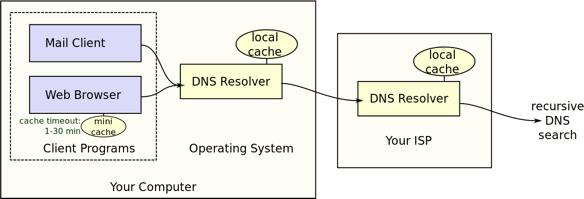 Mail Client
Web Browser
cache timeout:
1-30 min
mini
cache
Client Programs
local
cache
DNS Resolver
Operating System
Your Computer
local
cache
DNS Resolver
Your ISP
recursive
DNS
search